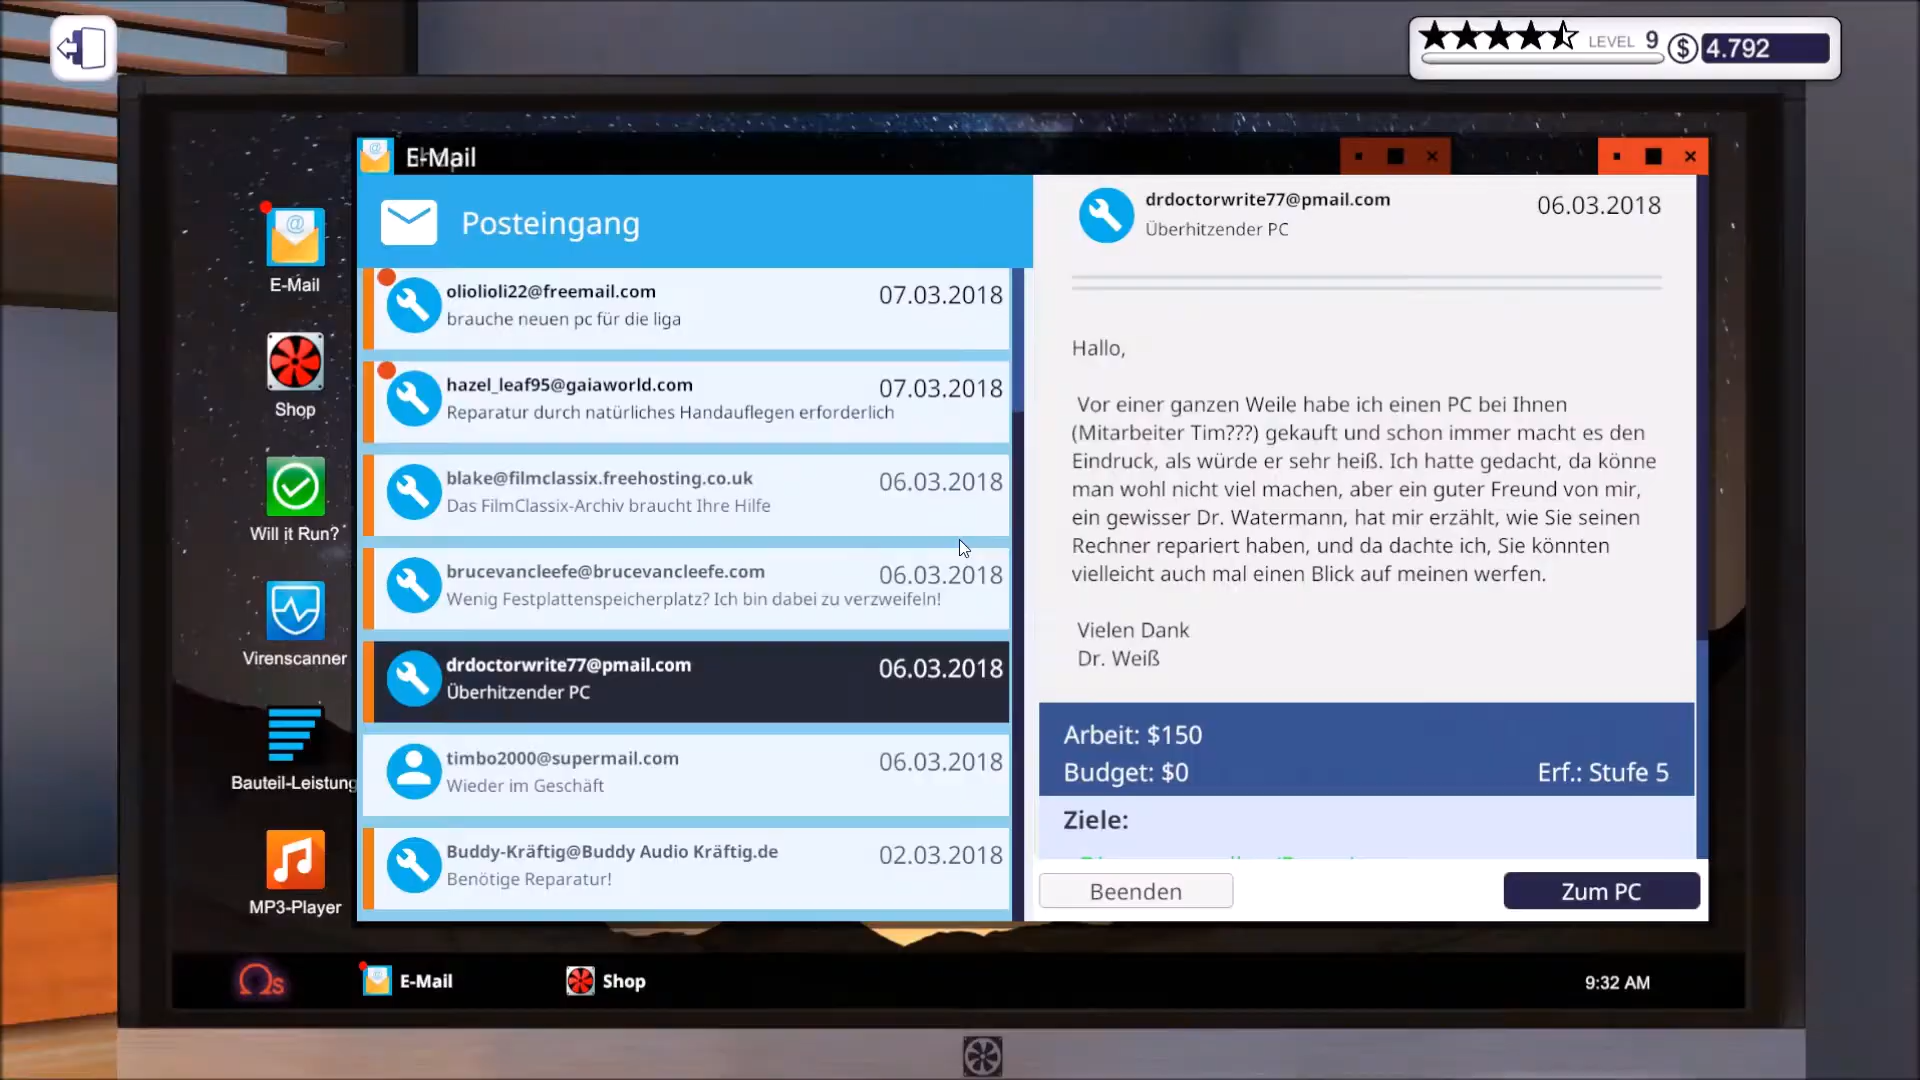 LEVEL 9 $ 4.792
E-Mail
Posteingang
oliolioli22@freemail.com 07.03.2018
brauche neuen pc für die liga
hazel_leaf95@gaiaworld.com 07.03.2018
Reparatur durch natürliches Handauflegen erforderlich
blake@filmclassix.freehosting.co.uk 06.03.2018
Das FilmClassix-Archiv braucht Ihre Hilfe
brucevancleefe@brucevancleefe.com 06.03.2018
Wenig Festplattenspeicherplatz? Ich bin dabei zu verzweifeln!
drdoctorwrite77@pmail.com 06.03.2018
Überhitzender PC
timbo2000@supermail.com 06.03.2018
Wieder im Geschäft
Buddy-Kräftig@Buddy Audio Kräftig.de 02.03.2018
Benötige Reparatur!
drdoctorwrite77@pmail.com 06.03.2018
Überhitzender PC
Hallo,
Vor einer ganzen Weile habe ich einen PC bei Ihnen
(Mitarbeiter Tim???) gekauft und schon immer macht es den
Eindruck, als würde er sehr heiß. Ich hatte gedacht, da könne
man wohl nicht viel machen, aber ein guter Freund von mir,
ein gewisser Dr. Watermann, hat mir erzählt, wie Sie seinen
Rechner repariert haben, und da dachte ich, Sie könnten
vielleicht auch mal einen Blick auf meinen werfen.
Vielen Dank
Dr. Weiß
Arbeit: $150
Budget: $0 Erf.: Stufe 5
Ziele:
Beenden Zum PC
E-Mail
Shop
Will it Run?
Virenscanner
Bauteil-Leistung
MP3-Player
Ωs E-Mail Shop 9:32 AM